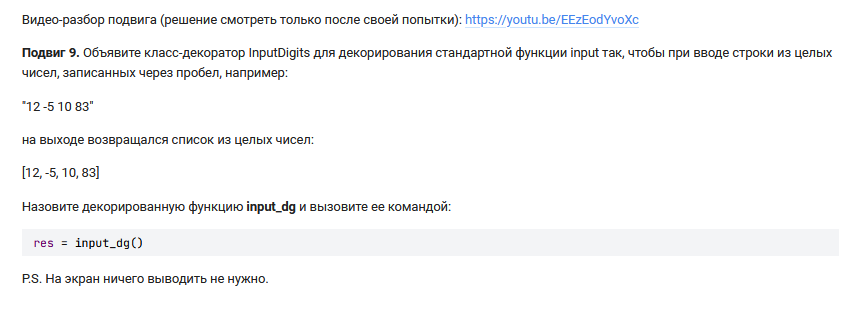 Видео-разбор подвига (решение смотреть только после своей попытки): https://youtu.be/EEzEodYvoXc
Подвиг 9. Объявите класс-декоратор InputDigits для декорирования стандартной функции input так, чтобы при вводе строки из целых
чисел, записанных через пробел, например:
"12 -5 10 83"
на выходе возвращался список из целых чисел:
[12, -5, 10, 83]
Назовите декорированную функцию input_dg и вызовите ее командой:
res = input_dg()
P.S. На экран ничего выводить не нужно.